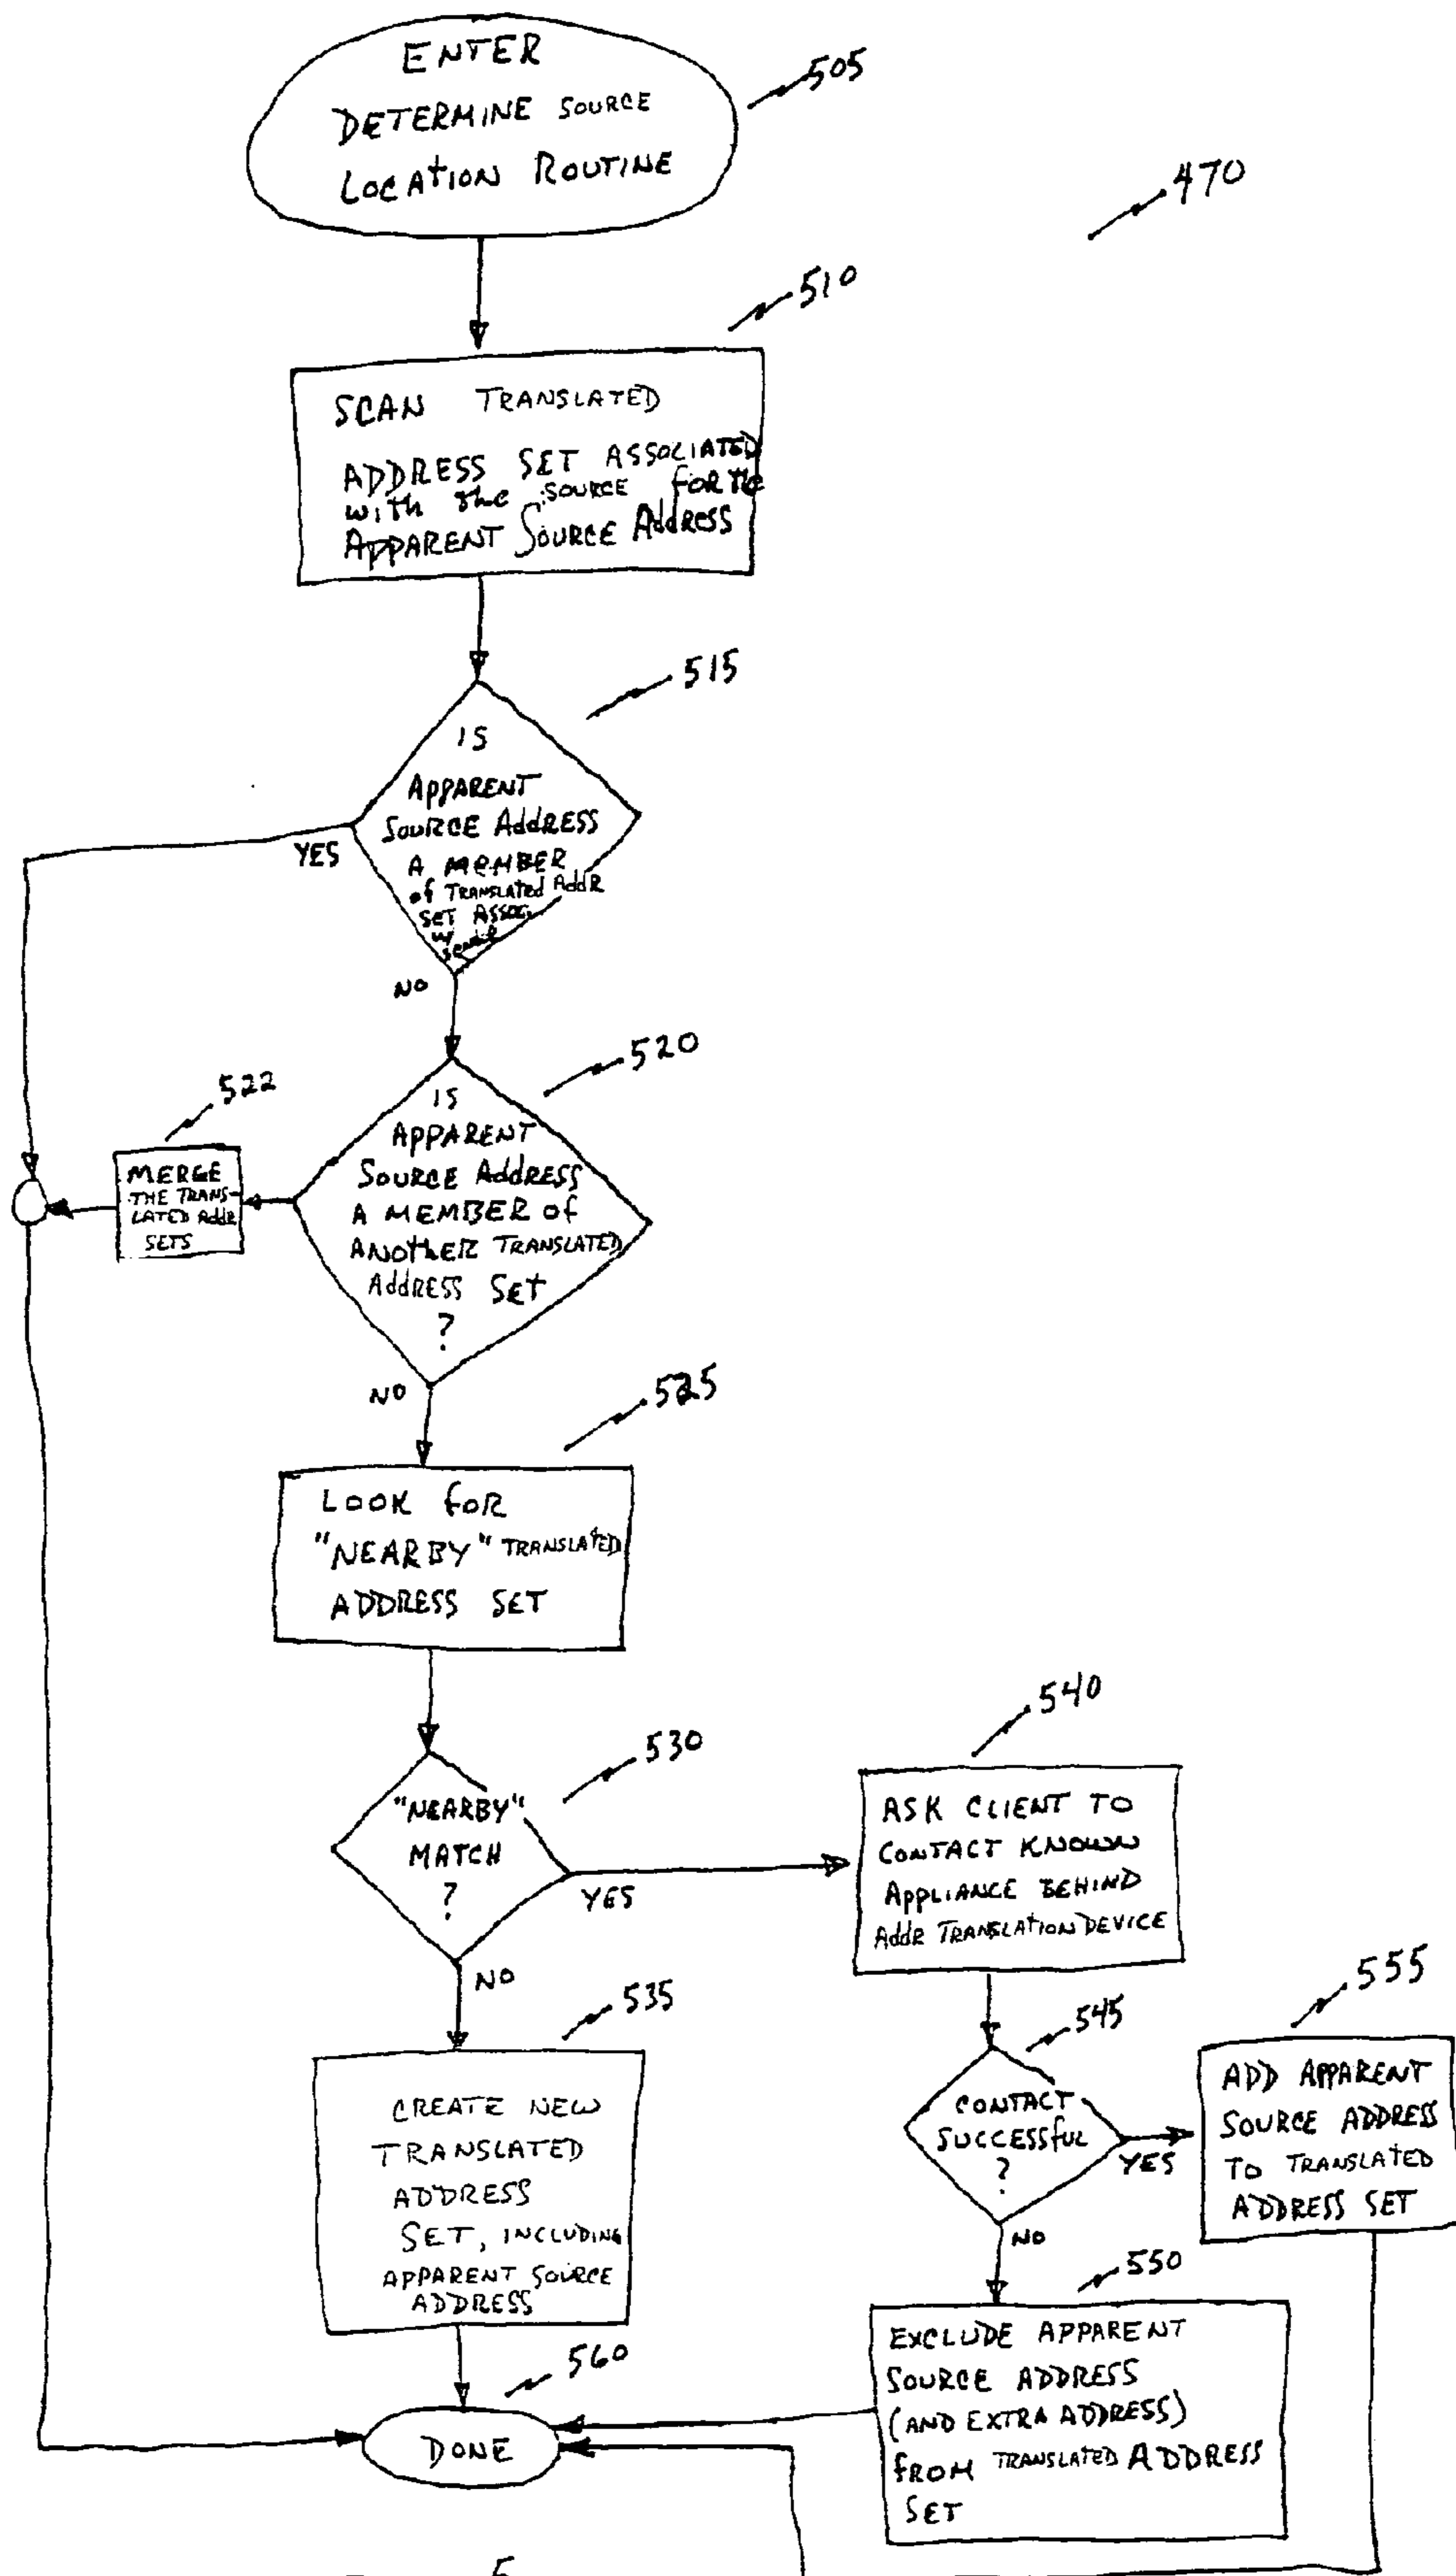 ENTER
DETERMINE SOURCE
LOCATION ROUTINE
505
470
510
SCAN TRANSLATED
ADDRESS SET ASSOCIATED
with the SOURCE FOR THE
APPARENT Source Address
515
IS
APPARENT
SOURCE Address
A MEMBER
of TRANSLATED AddR
SET ASSOC.
w/
YES
NO
520
522
IS
APPARENT
SOURCE Address
A MEMBER of
ANOTHER TRANSLATED
Address SET
?
MERGE
THE TRANS-
LATED AddR
SETS
NO
525
LOOK FOR
"NEARBY" TRANSLATED
ADDRESS SET
530
"NEARBY"
MATCH
?
YES
NO
540
ASK CLIENT TO
CONTACT KNOWN
APPLIANCE BEHIND
AddR TRANSLATION DEVICE
535
CREATE NEW
TRANSLATED
ADDRESS
SET, INCLUDING
APPARENT SOURCE
ADDRESS
545
CONTACT
SUCCESSFUL
?
YES
NO
555
ADD APPARENT
SOURCE ADDRESS
TO TRANSLATED
ADDRESS SET
550
EXCLUDE APPARENT
SOURCE ADDRESS
(AND EXTRA ADDRESS)
FROM TRANSLATED ADDRESS
SET
560
DONE